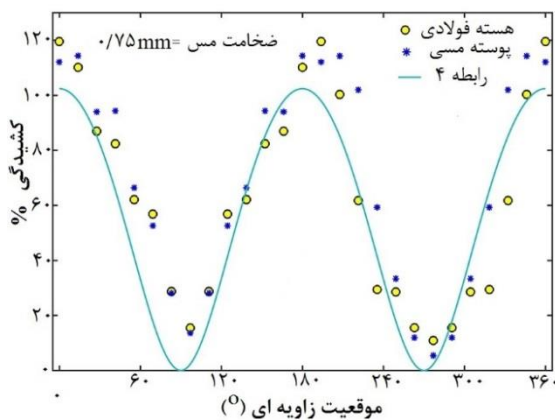 ضخامت مس =۰/۷۵mm
هسته فولادی
پوسته مسی
رابطه ۴
کشیدگی %
۱۲۰
۱۰۰
۸۰
۶۰
۴۰
۲۰
۰
۰ ۶۰ ۱۲۰ ۱۸۰ ۲۴۰ ۳۰۰ ۳۶۰
موقعیت زاویه ای (O)